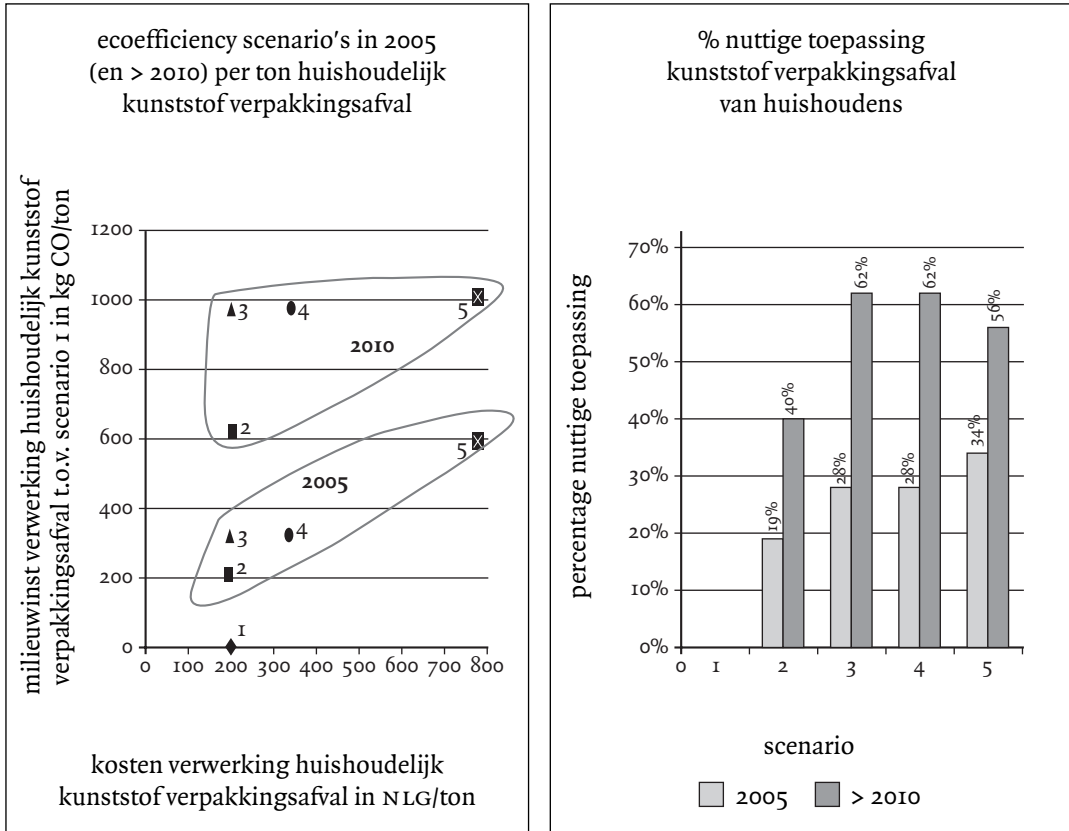 ecoefficiency scenario's in 2005
(en > 2010) per ton huishoudelijk
kunststof verpakkingsafval
milieuwinst verwerking huishoudelijk kunststof
verpakkingsafval t.o.v. scenario 1 in kg CO/ton
1200
1000
800
600
400
200
0
3
4
5
2010
2
5
2005
3
4
2
1
0 100 200 300 400 500 600 700 800
kosten verwerking huishoudelijk
kunststof verpakkingsafval in NLG/ton
% nuttige toepassing
kunststof verpakkingsafval
van huishoudens
percentage nuttige toepassing
70%
60%
50%
40%
30%
20%
10%
0%
19%
40%
28%
62%
28%
62%
34%
56%
0 1 2 3 4 5
scenario
2005 > 2010